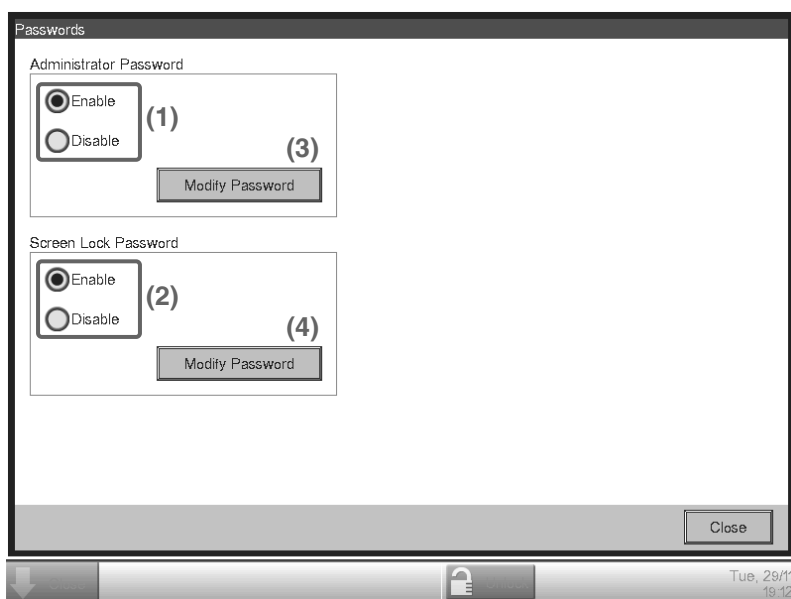 Passwords
Administrator Password
Enable
(1)
Disable
(3)
Modify Password
Screen Lock Password
Enable
(2)
Disable
(4)
Modify Password
Close
Tue, 29/11
19:12